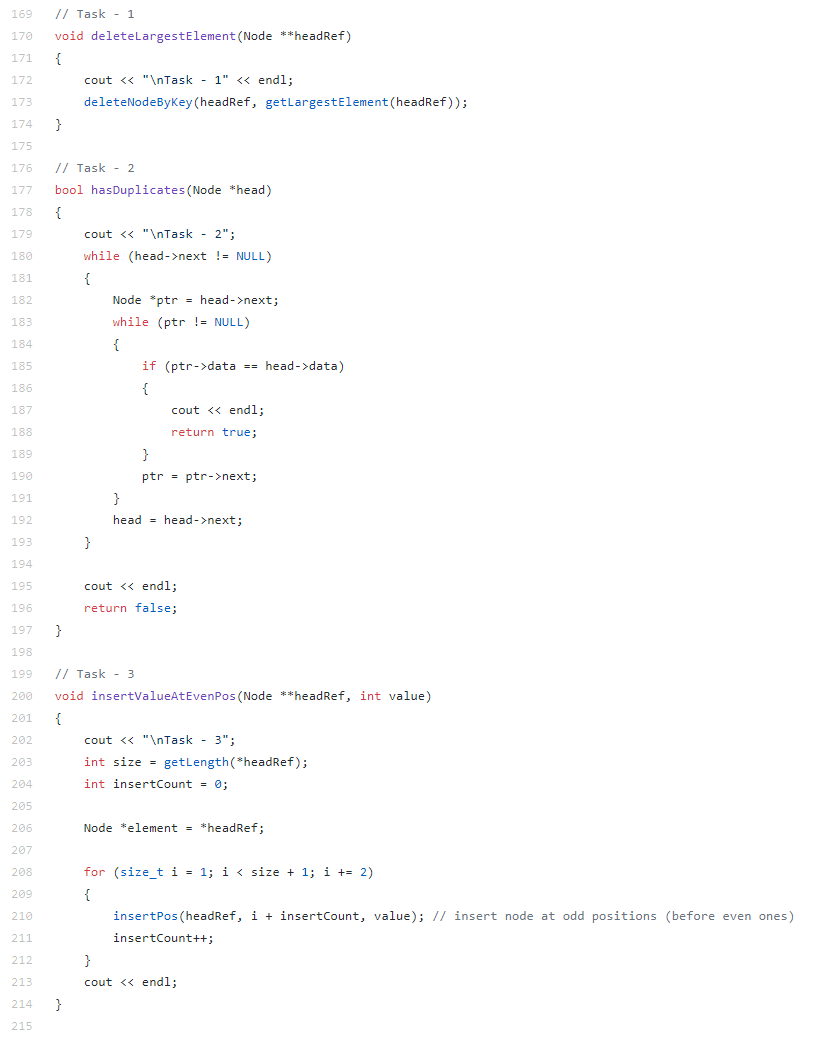 169 // Task - 1
170 void deleteLargestElement(Node **headRef)
171 {
172     cout << "\nTask - 1" << endl;
173     deleteNodeByKey(headRef, getLargestElement(headRef));
174 }
175
176 // Task - 2
177 bool hasDuplicates(Node *head)
178 {
179     cout << "\nTask - 2";
180     while (head->next != NULL)
181     {
182         Node *ptr = head->next;
183         while (ptr != NULL)
184         {
185             if (ptr->data == head->data)
186             {
187                 cout << endl;
188                 return true;
189             }
190             ptr = ptr->next;
191         }
192         head = head->next;
193     }
194
195     cout << endl;
196     return false;
197 }
198
199 // Task - 3
200 void insertValueAtEvenPos(Node **headRef, int value)
201 {
202     cout << "\nTask - 3";
203     int size = getLength(*headRef);
204     int insertCount = 0;
205
206     Node *element = *headRef;
207
208     for (size_t i = 1; i < size + 1; i += 2)
209     {
210         insertPos(headRef, i + insertCount, value); // insert node at odd positions (before even ones)
211         insertCount++;
212     }
213     cout << endl;
214 }
215